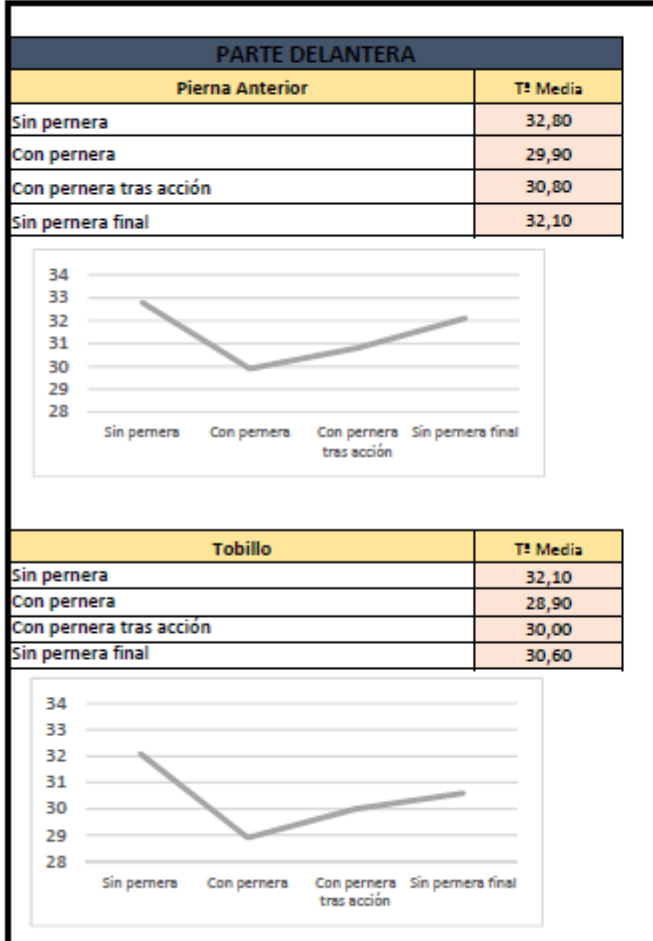 PARTE DELANTERA
Pierna Anterior Tª Media
Sin pernera 32,80
Con pernera 29,90
Con pernera tras acción 30,80
Sin pernera final 32,10
34
33
32
31
30
29
28
Sin pernera Con pernera Con pernera tras acción Sin pernera final
Tobillo Tª Media
Sin pernera 32,10
Con pernera 28,90
Con pernera tras acción 30,00
Sin pernera final 30,60
34
33
32
31
30
29
28
Sin pernera Con pernera Con pernera tras acción Sin pernera final